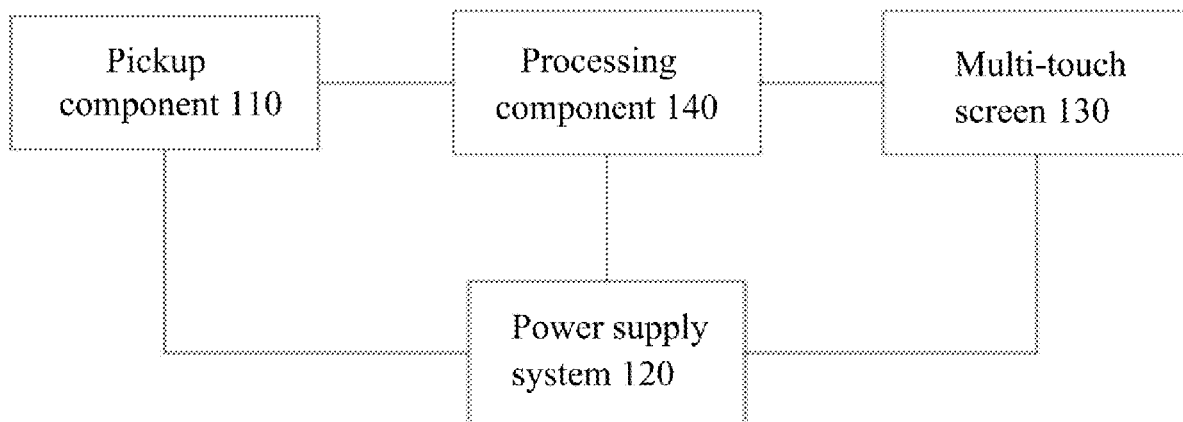 Pickup
component 110
Processing
component 140
Multi-touch
screen 130
Power supply
system 120